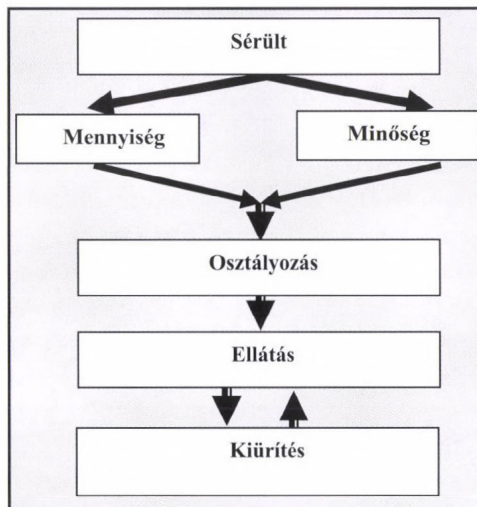 Sérült
Mennyiség
Minőség
Osztályozás
Ellátás
Kiürítés